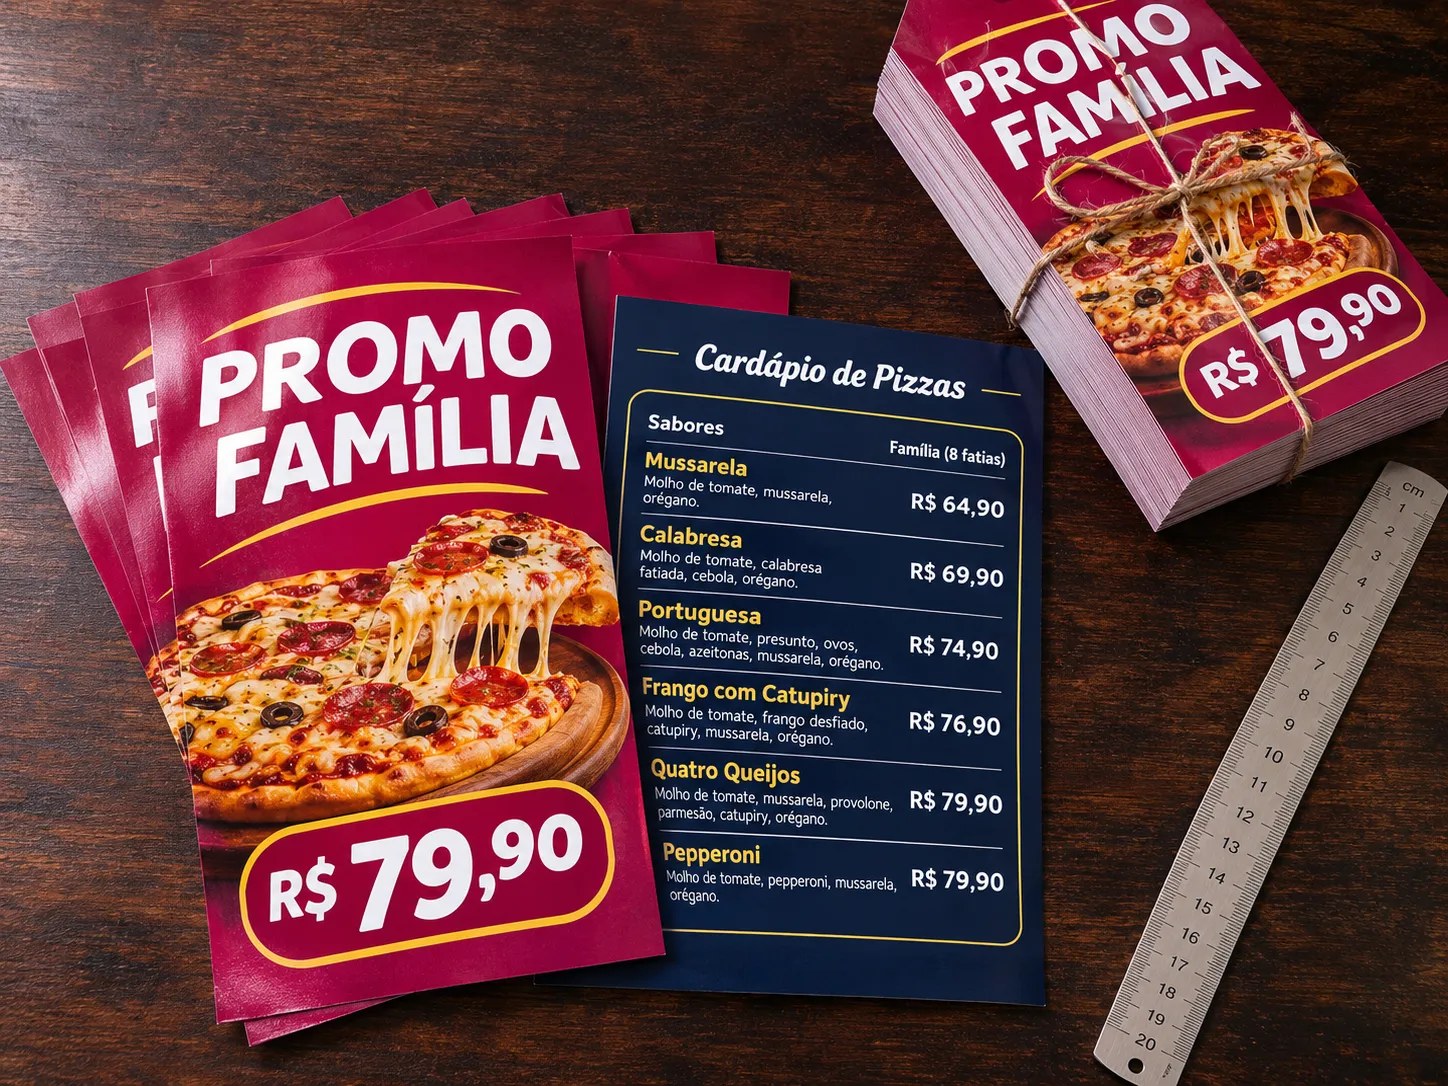 PROMO
FAMÍLIA
R$ 79,90
Cardápio de Pizzas
Sabores
Família (8 fatias)
Mussarela
Molho de tomate, mussarela,
orégano.
R$ 64,90
Calabresa
Molho de tomate, calabresa
fatiada, cebola, orégano.
R$ 69,90
Portuguesa
Molho de tomate, presunto, ovos,
cebola, azeitonas, mussarela, orégano.
R$ 74,90
Frango com Catupiry
Molho de tomate, frango desfiado,
catupiry, mussarela, orégano.
R$ 76,90
Quatro Queijos
Molho de tomate, mussarela, provolone,
parmesão, catupiry, orégano.
R$ 79,90
Pepperoni
Molho de tomate, pepperoni, mussarela,
orégano.
R$ 79,90
PROMO
FAMÍLIA
R$ 79,90
cm
1
2
3
4
5
6
7
8
9
10
11
12
13
14
15
16
17
18
19
20